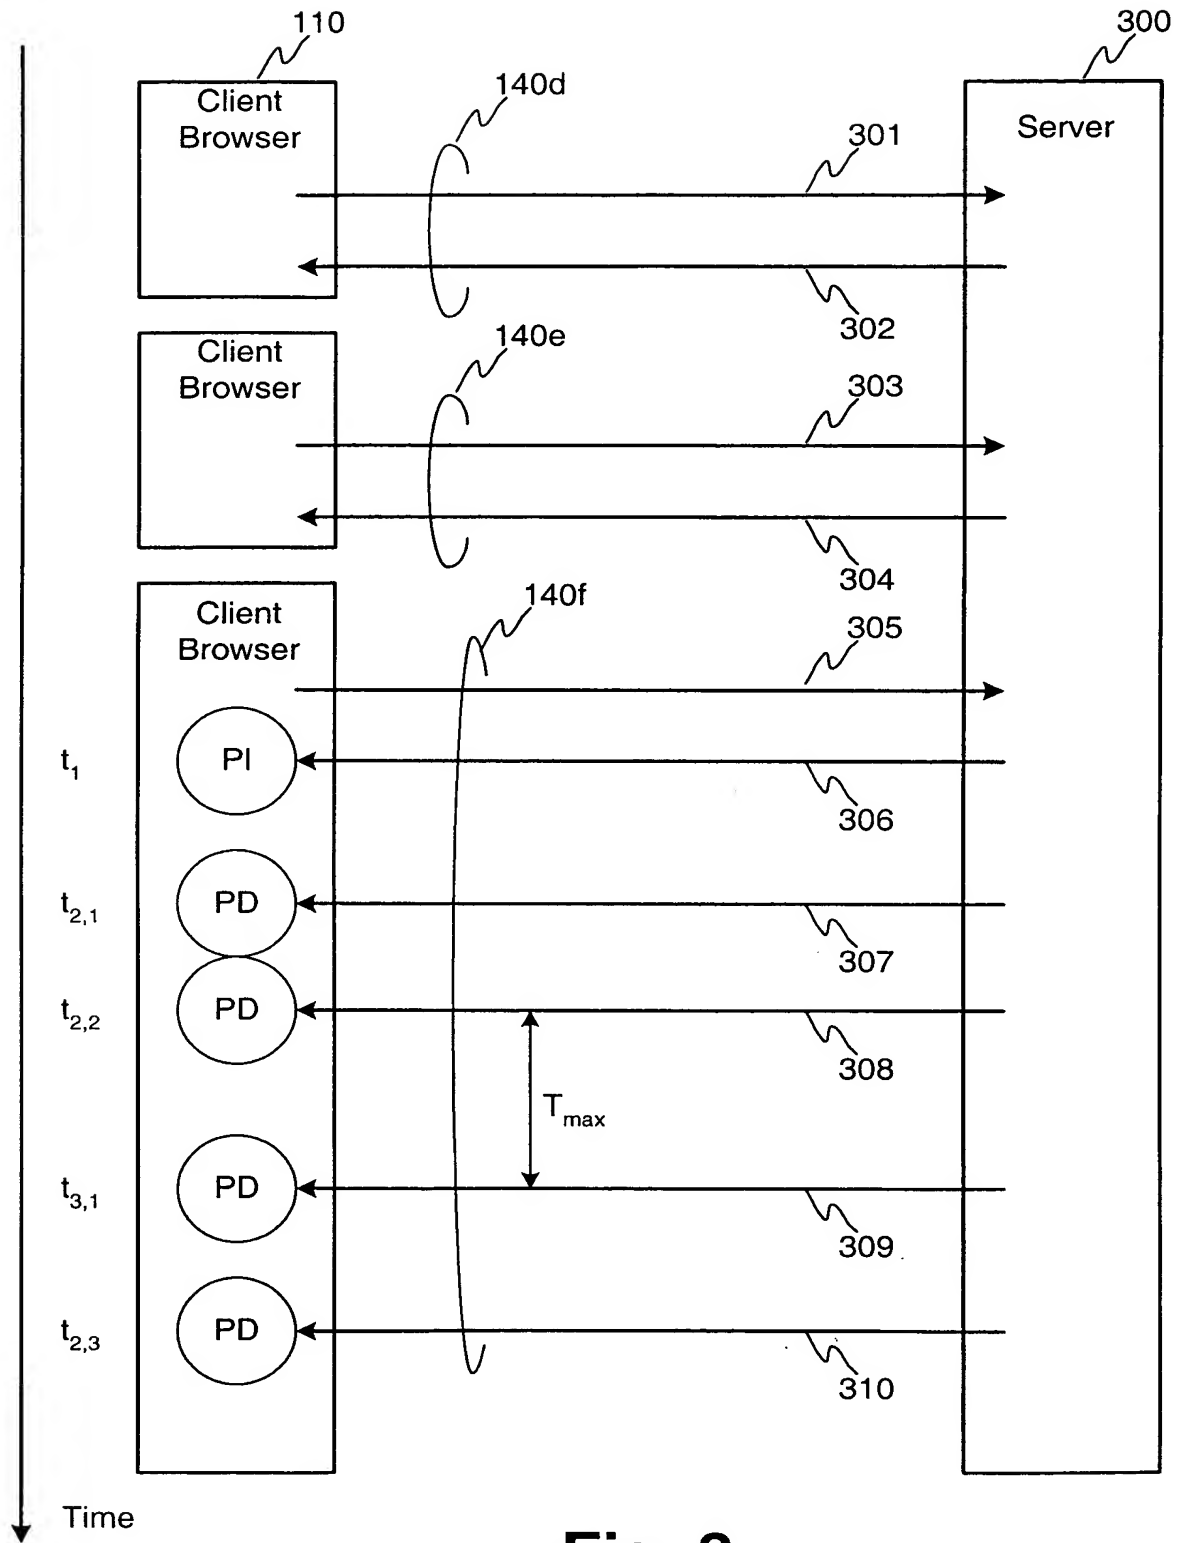 110
300
Client
Browser
140d
301
Server
302
Client
Browser
140e
303
304
Client
Browser
140f
305
t1
PI
306
t2,1
PD
307
t2,2
PD
308
Tmax
t3,1
PD
309
t2,3
PD
310
Time